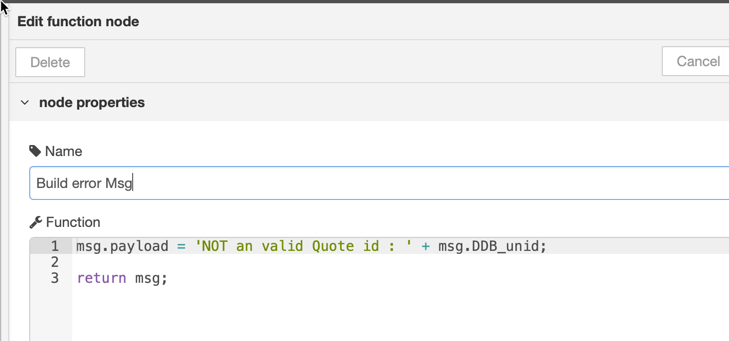 Edit function node
Delete
Cancel
node properties
Name
Build error Msg
Function
1 msg.payload = 'NOT an valid Quote id : ' + msg.DDB_unid;
2
3 return msg;